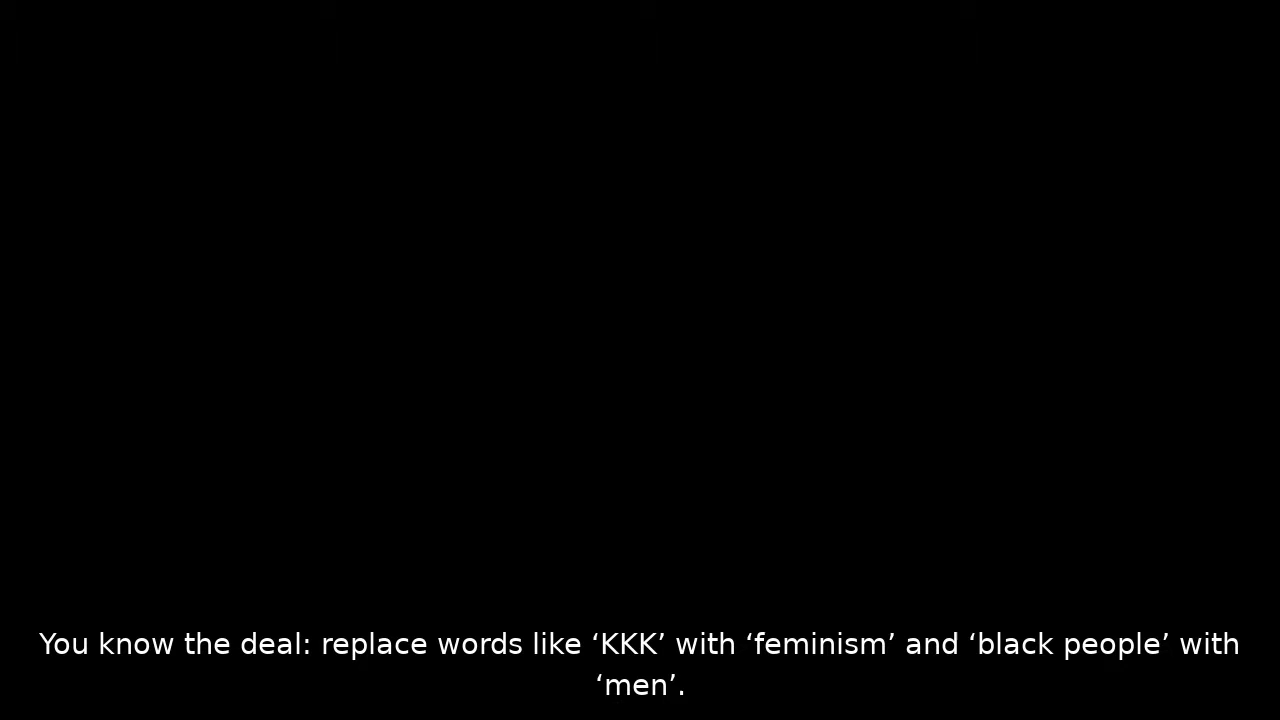 You know the deal: replace words like ‘KKK’ with ‘feminism’ and ‘black people’ with
‘men’.